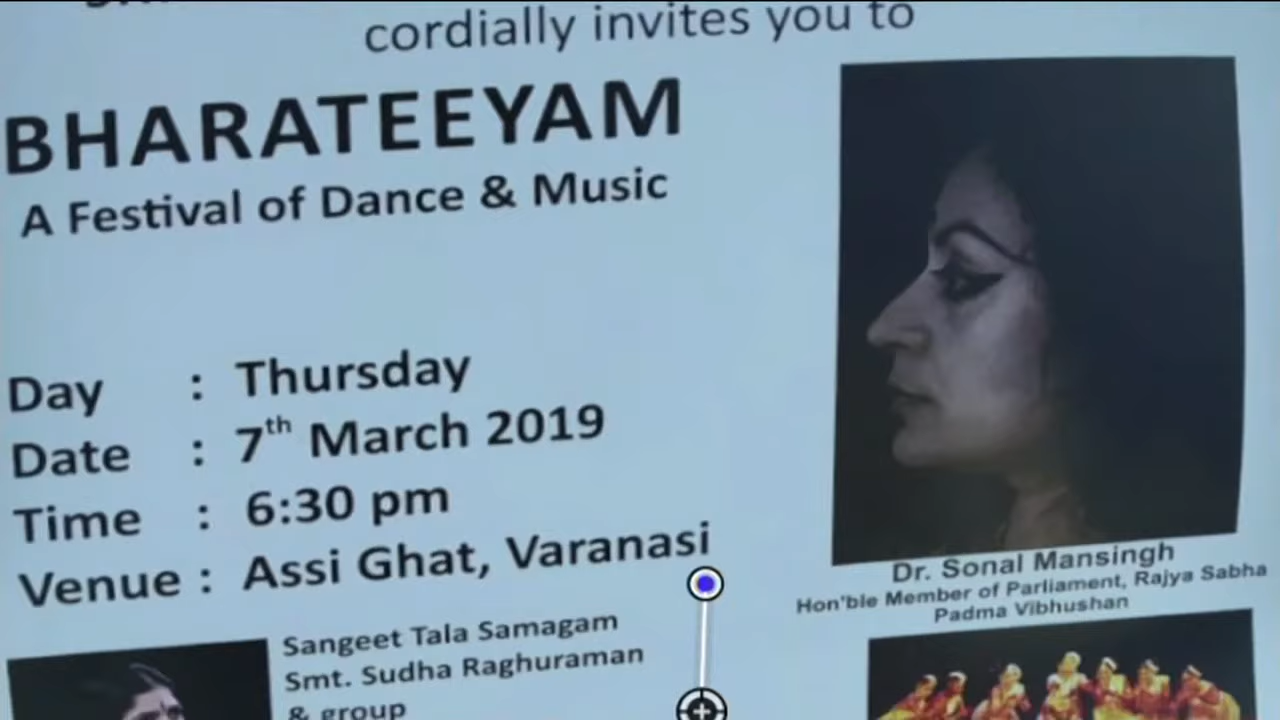 cordially invites you to
BHARATEEYAM
A Festival of Dance & Music
Day : Thursday
Date : 7th March 2019
Time : 6:30 pm
Venue : Assi Ghat, Varanasi
Dr. Sonal Mansingh
Hon'ble Member of Parliament, Rajya Sabha
Padma Vibhushan
Sangeet Tala Samagam
Smt. Sudha Raghuraman
& group